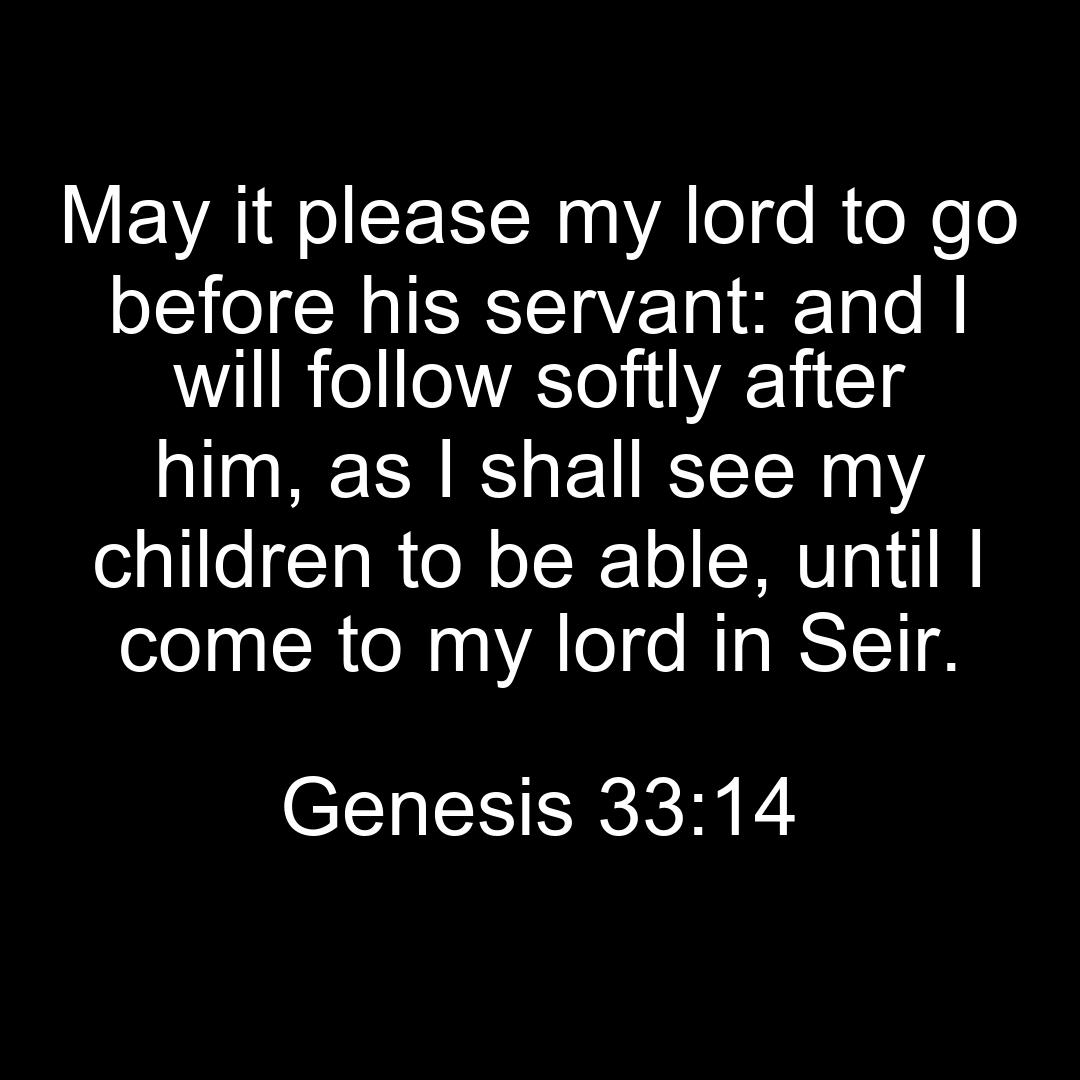 May it please my lord to go
before his servant: and I
will follow softly after
him, as I shall see my
children to be able, until I
come to my lord in Seir.
Genesis 33:14